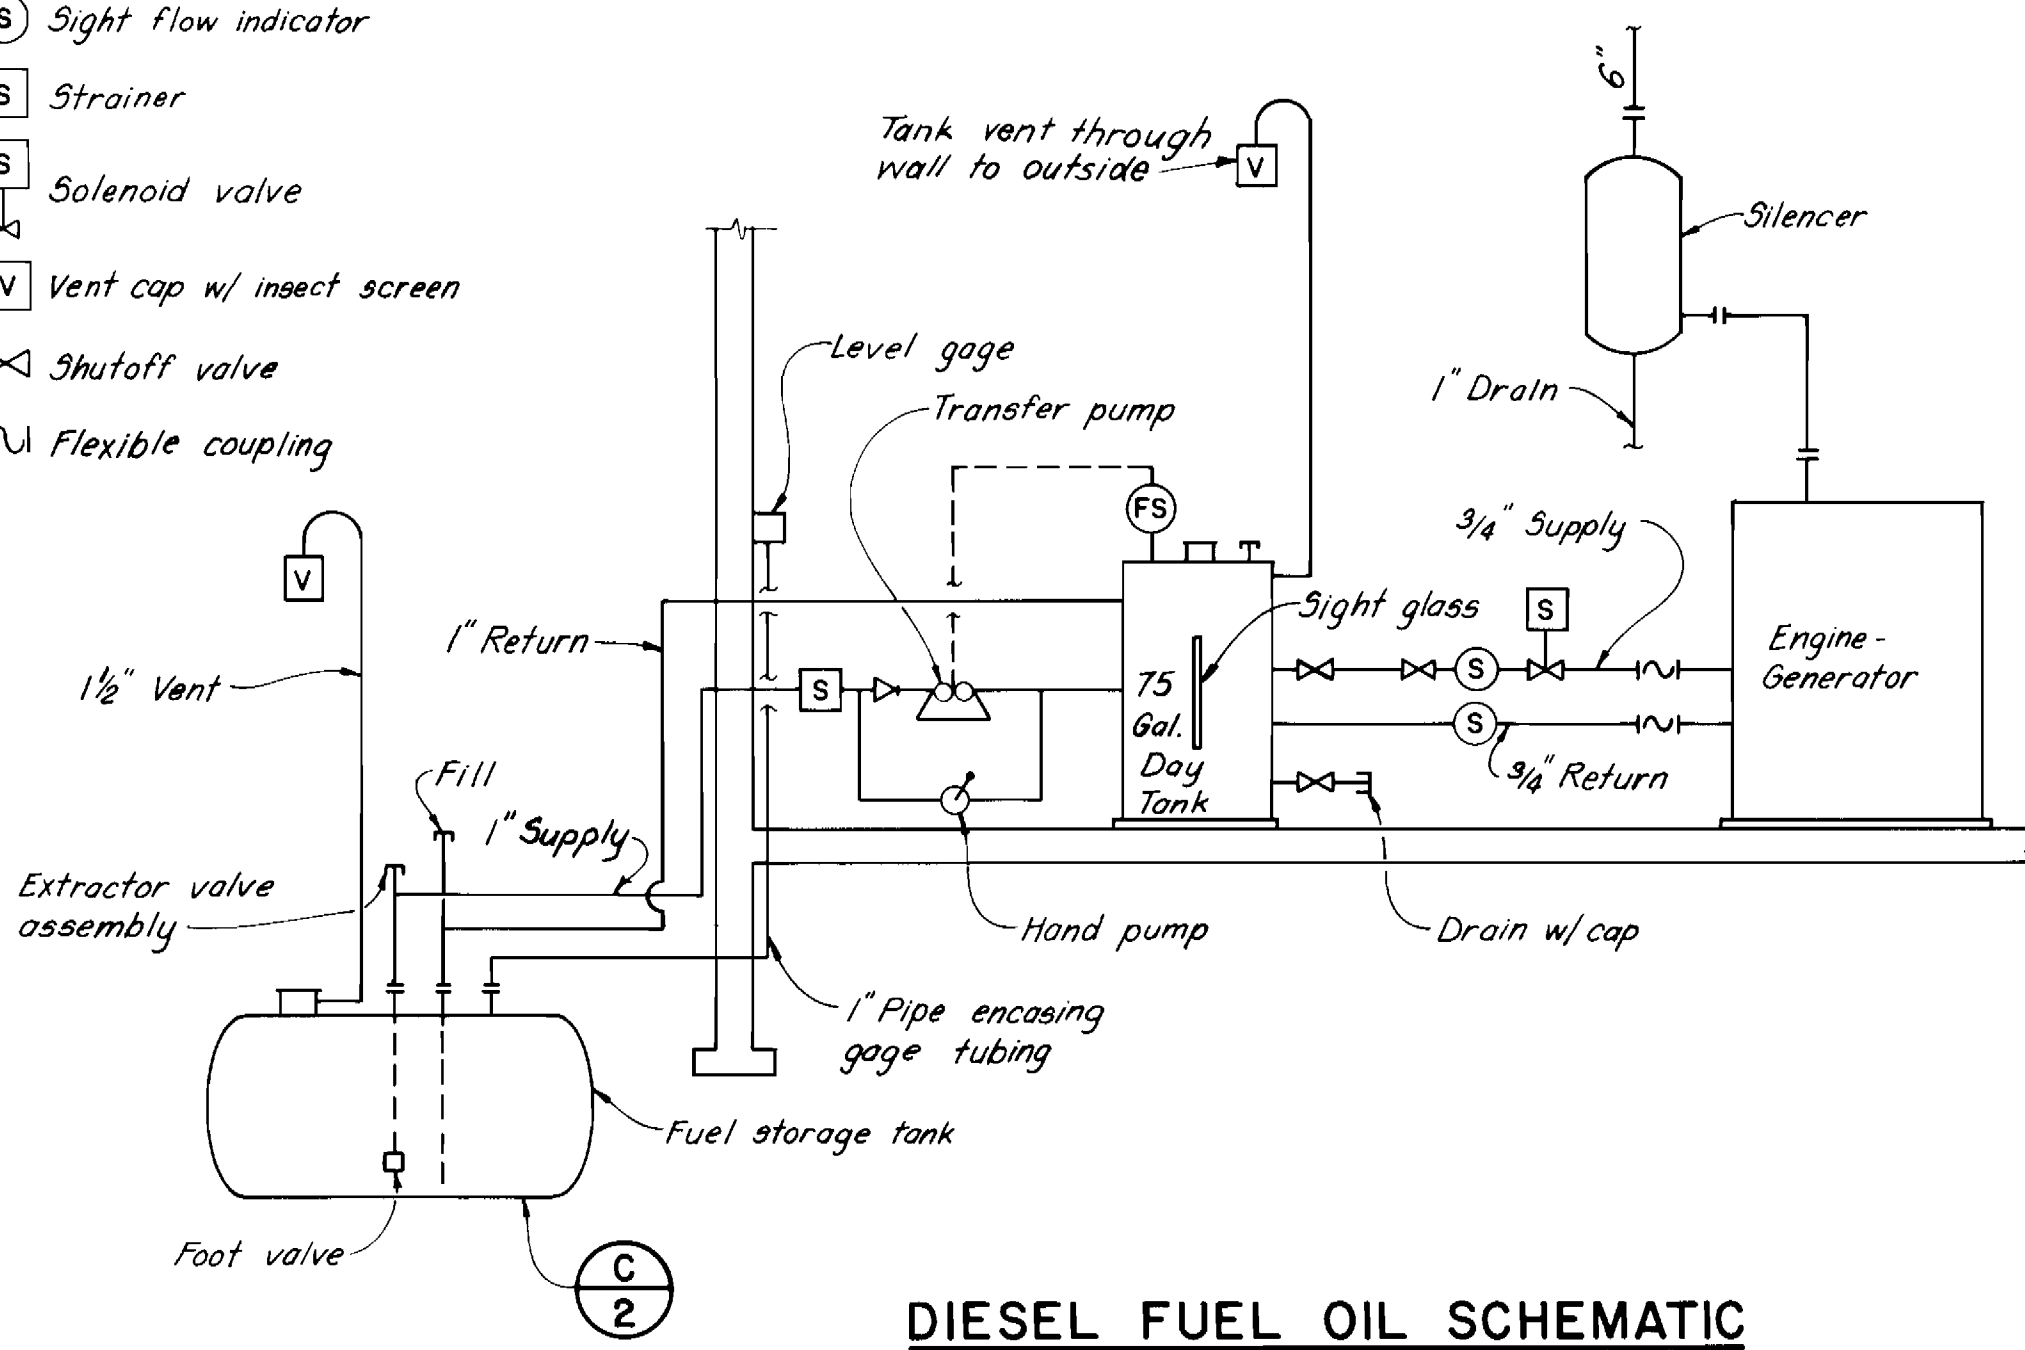 S Sight flow indicator
S Strainer
S
Solenoid valve
V Vent cap w/ insect screen
Shutoff valve
Flexible coupling
6"
Tank vent through
wall to outside
V
Silencer
1" Drain
Level gage
Transfer pump
FS
3/4" Supply
V
1" Return
1½" Vent
Sight glass
S
S
S
Engine-
Generator
75
Gal.
Day
Tank
S
3/4" Return
Fill
1" Supply
Extractor valve
assembly
Hand pump
Drain w/ cap
1" Pipe encasing
gage tubing
Fuel storage tank
Foot valve
C
2
DIESEL FUEL OIL SCHEMATIC